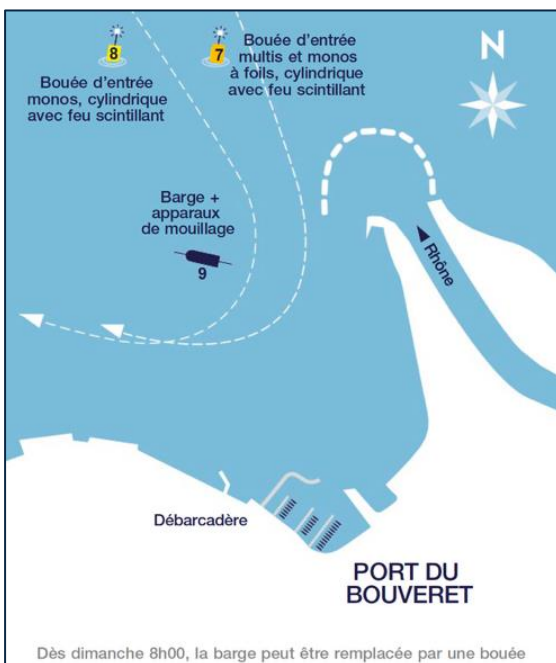 8
7
Bouée d'entrée
multis et monos
à foils, cylindrique
avec feu scintillant
N
Bouée d'entrée
monos, cylindrique
avec feu scintillant
Barge +
apparaux
de mouillage
9
Rhône
Débarcadère
PORT DU
BOUVERET
Dès dimanche 8h00, la barge peut être remplacée par une bouée